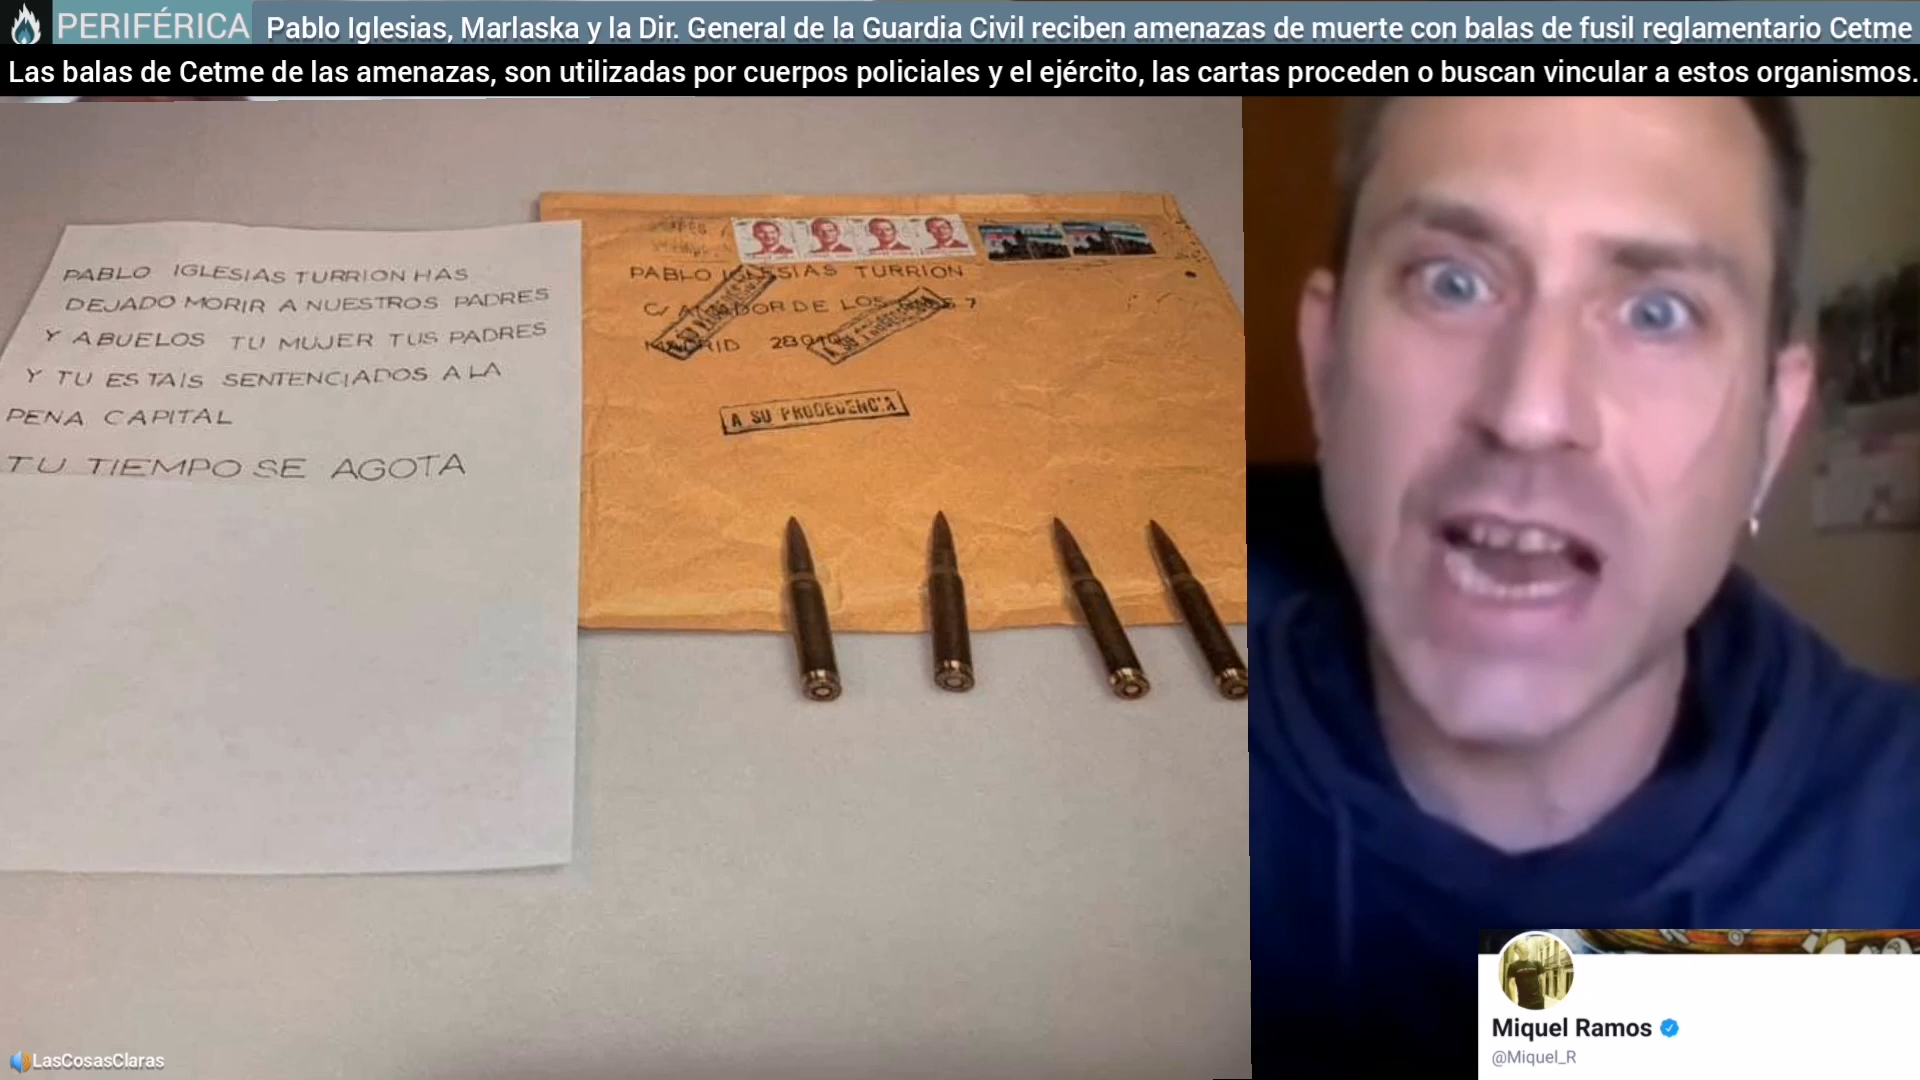 PERIFÉRICA
Pablo Iglesias, Marlaska y la Dir. General de la Guardia Civil reciben amenazas de muerte con balas de fusil reglamentario Cetme
Las balas de Cetme de las amenazas, son utilizadas por cuerpos policiales y el ejército, las cartas proceden o buscan vincular a estos organismos.
PABLO IGLESIAS TURRION HAS
DEJADO MORIR A NUESTROS PADRES
Y ABUELOS TU MUJER TUS PADRES
Y TU ESTAIS SENTENCIADOS A LA
PENA CAPITAL
TU TIEMPO SE AGOTA
PABLO IGLESIAS TURRION
C/ DE LOS 7
MADRID
A SU PROCEDENCIA
LasCosasClaras
Miquel Ramos
@Miquel_R